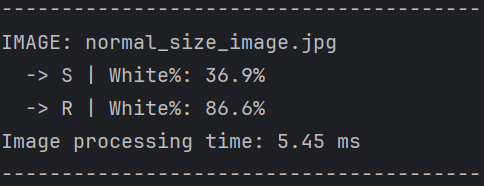 ----------------------------------------
IMAGE: normal_size_image.jpg
  -> S | White%: 36.9%
  -> R | White%: 86.6%
Image processing time: 5.45 ms
----------------------------------------